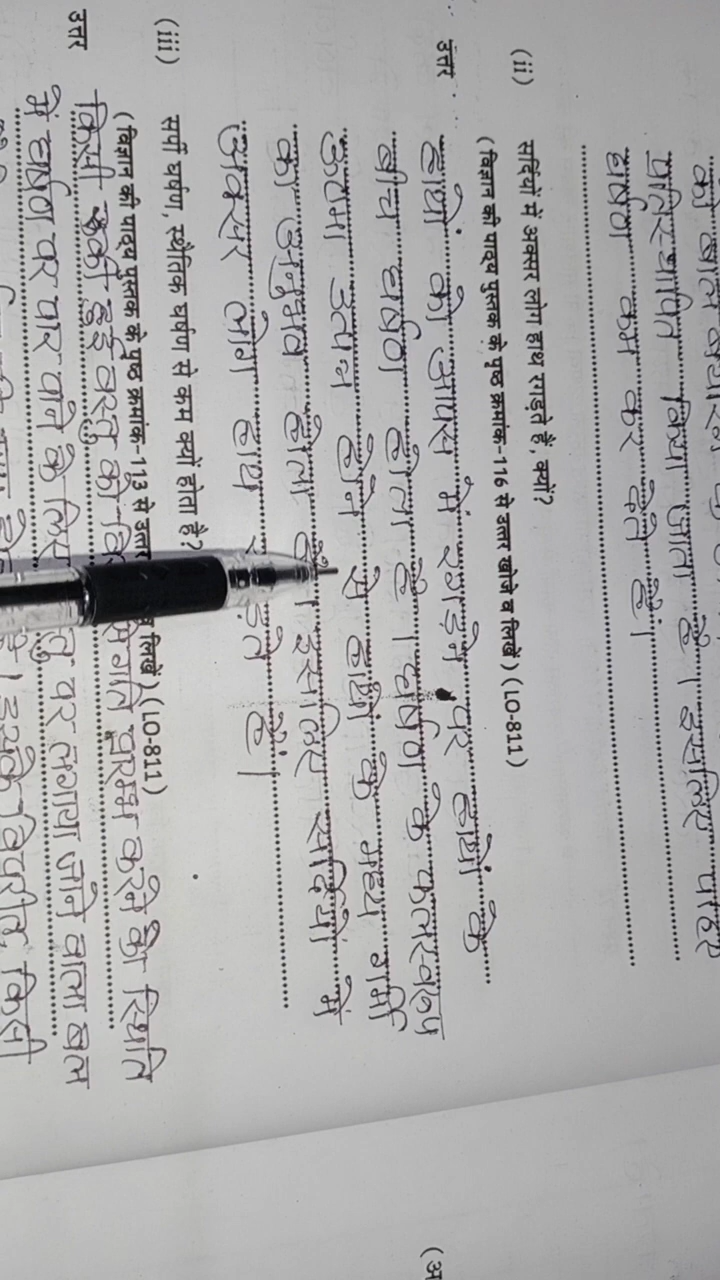 प्रतिस्थापित किया जाता है। इसलिए पाउडर
घर्षण कम कर देते हैं।
(ii) सर्दियों में अक्सर लोग हाथ रगड़ते हैं, क्यों?
(विज्ञान की पाठ्य पुस्तक के पृष्ठ क्रमांक-116 से उत्तर खोजें व लिखें) (LO-811)
उत्तर हाथों को आपस में रगड़ने पर हाथों के
बीच घर्षण होता है। घर्षण के फलस्वरूप
ऊष्मा उत्पन्न होने से हाथों के मध्य गर्मी
का अनुभव होता है। इसलिए सर्दियों में
अक्सर लोग हाथ रगड़ते हैं।
(iii) सर्पी घर्षण, स्थैतिक घर्षण से कम क्यों होता है?
(विज्ञान की पाठ्य पुस्तक के पृष्ठ क्रमांक-113 से उत्तर व लिखें) (LO-811)
उत्तर किसी रुकी हुई वस्तु को गति प्रारम्भ करने की स्थिति
में घर्षण पर पार पाने के लिए पर लगाया जाने वाला बल
है। इसके विपरीत, किसी
(अ